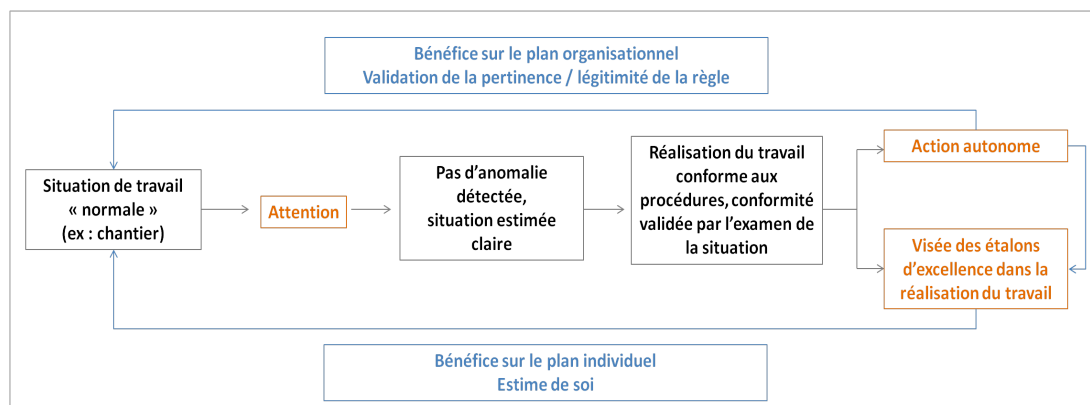 Bénéfice sur le plan organisationnel
Validation de la pertinence / légitimité de la règle
Situation de travail
« normale »
(ex : chantier)
Attention
Pas d’anomalie
détectée,
situation estimée
claire
Réalisation du travail
conforme aux
procédures, conformité
validée par l’examen de
la situation
Action autonome
Visée des étalons
d’excellence dans la
réalisation du travail
Bénéfice sur le plan individuel
Estime de soi